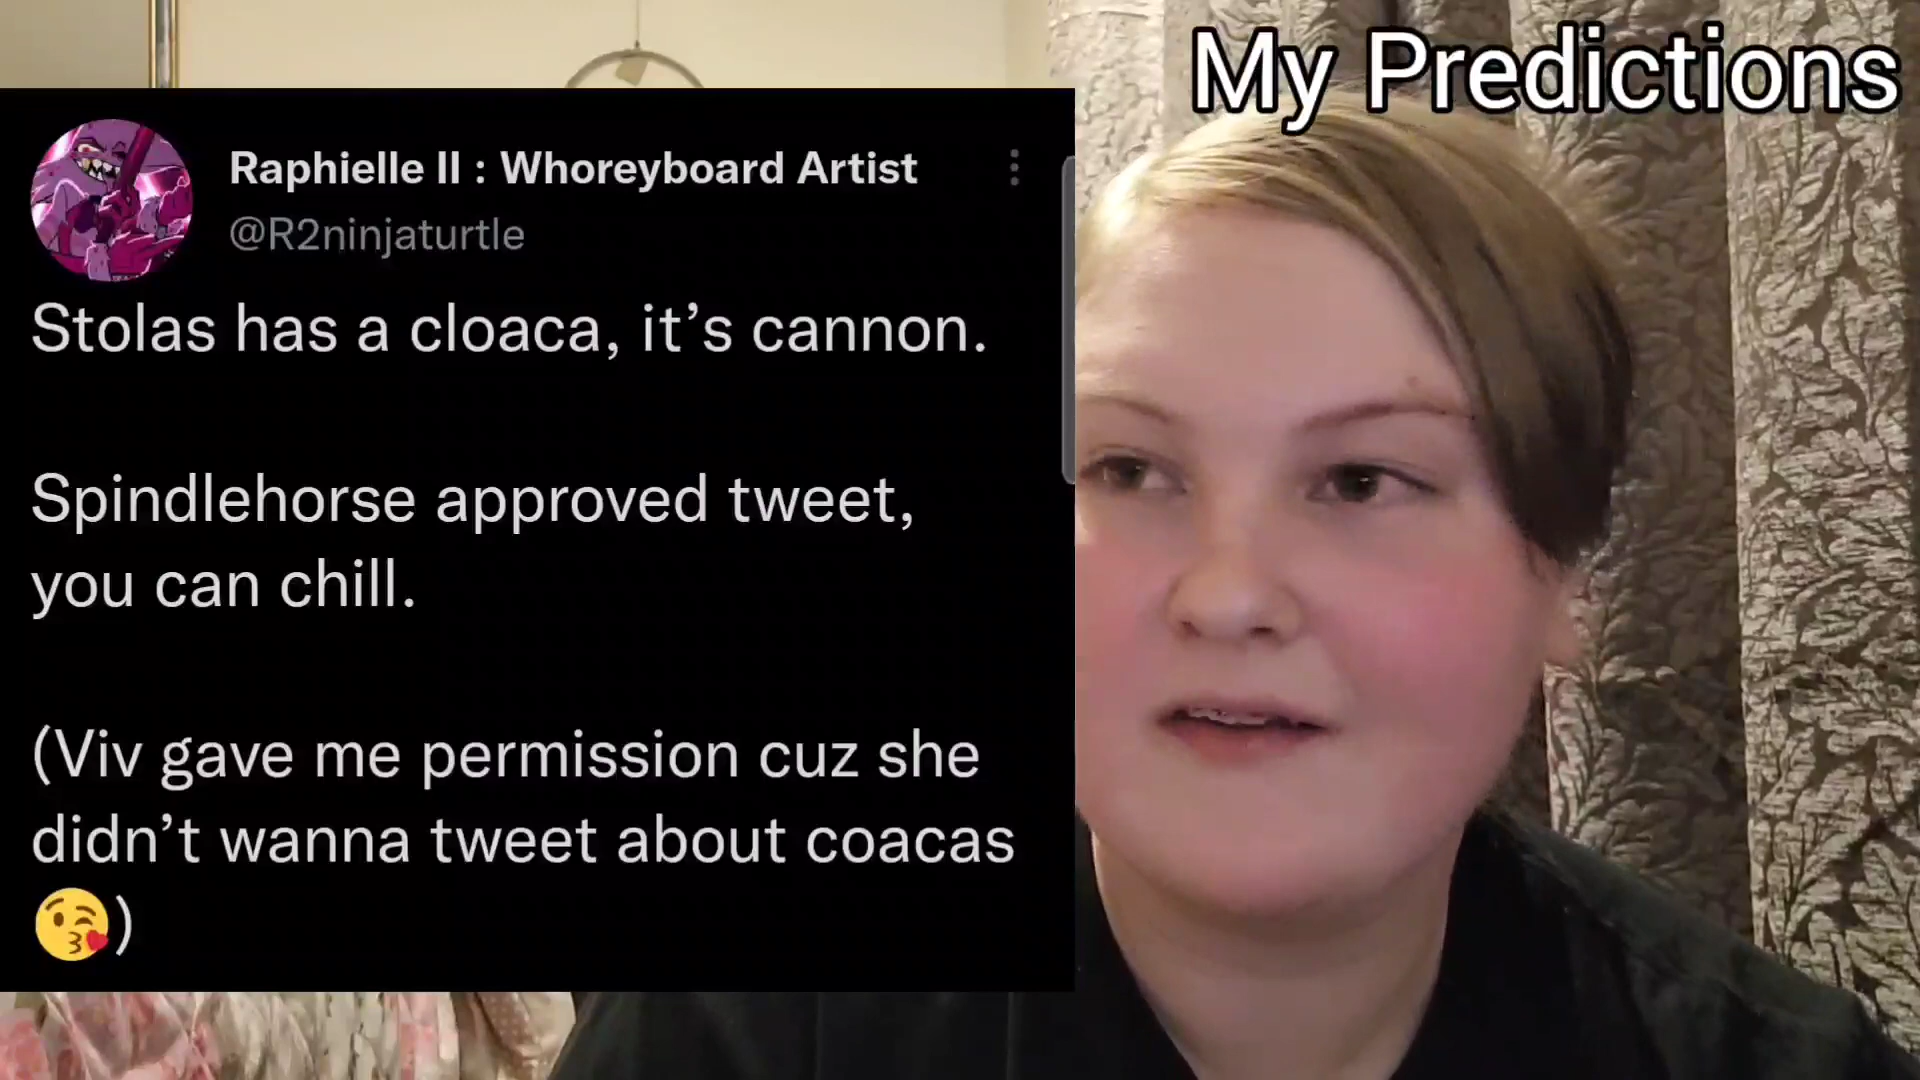 My Predictions
Raphielle II : Whoreyboard Artist
@R2ninjaturtle
Stolas has a cloaca, it’s cannon.
Spindlehorse approved tweet,
you can chill.
(Viv gave me permission cuz she
didn’t wanna tweet about coacas
😘)